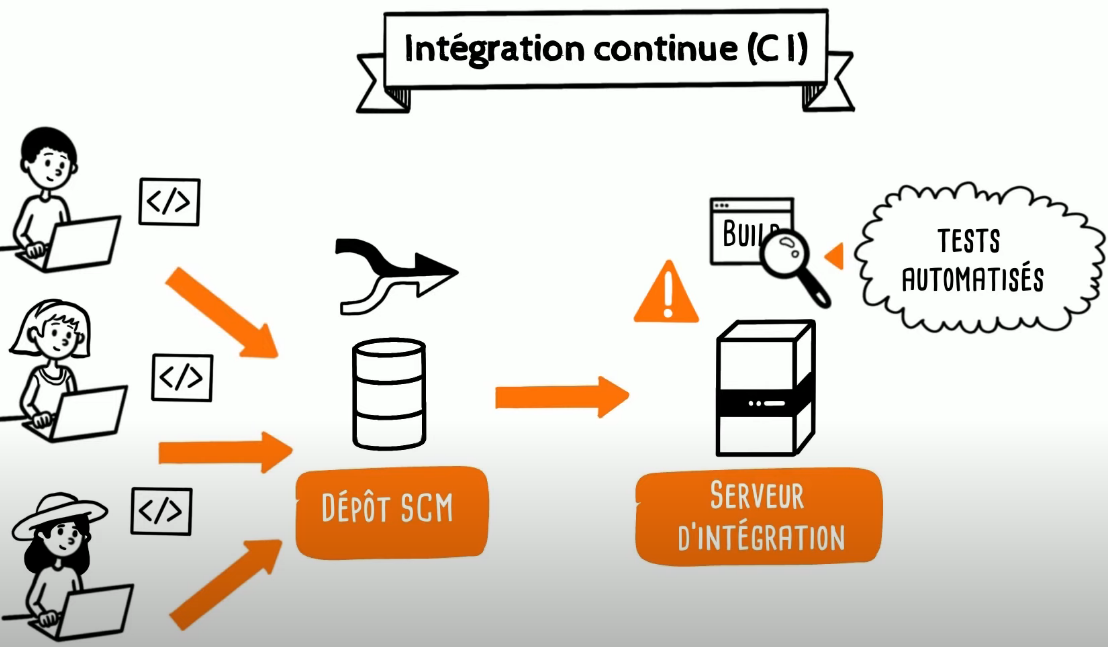 Intégration continue (CI)
</>
</>
</>
BUILD
TESTS
AUTOMATISÉS
DÉPÔT SCM
SERVEUR
D'INTÉGRATION